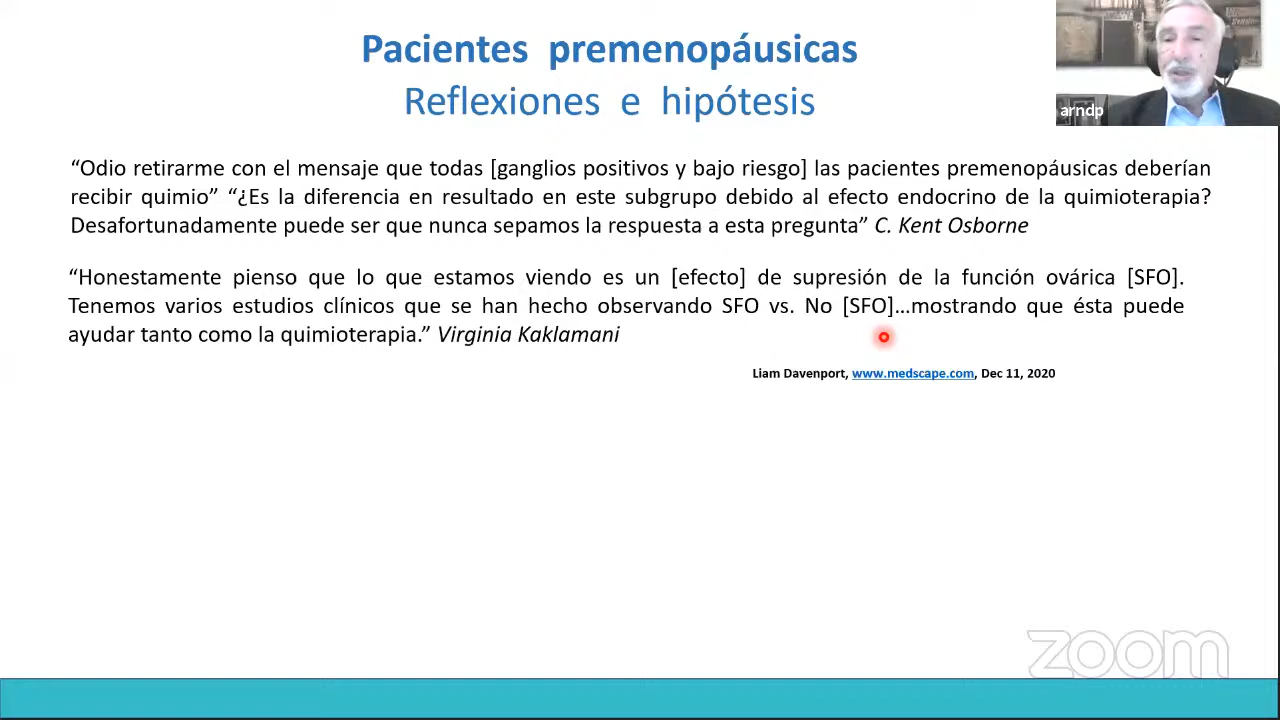 Pacientes premenopáusicas
Reflexiones e hipótesis
arndp
“Odio retirarme con el mensaje que todas [ganglios positivos y bajo riesgo] las pacientes premenopáusicas deberían
recibir quimio” “¿Es la diferencia en resultado en este subgrupo debido al efecto endocrino de la quimioterapia?
Desafortunadamente puede ser que nunca sepamos la respuesta a esta pregunta” C. Kent Osborne
“Honestamente pienso que lo que estamos viendo es un [efecto] de supresión de la función ovárica [SFO].
Tenemos varios estudios clínicos que se han hecho observando SFO vs. No [SFO]…mostrando que ésta puede
ayudar tanto como la quimioterapia.” Virginia Kaklamani
Liam Davenport, www.medscape.com, Dec 11, 2020
zoom